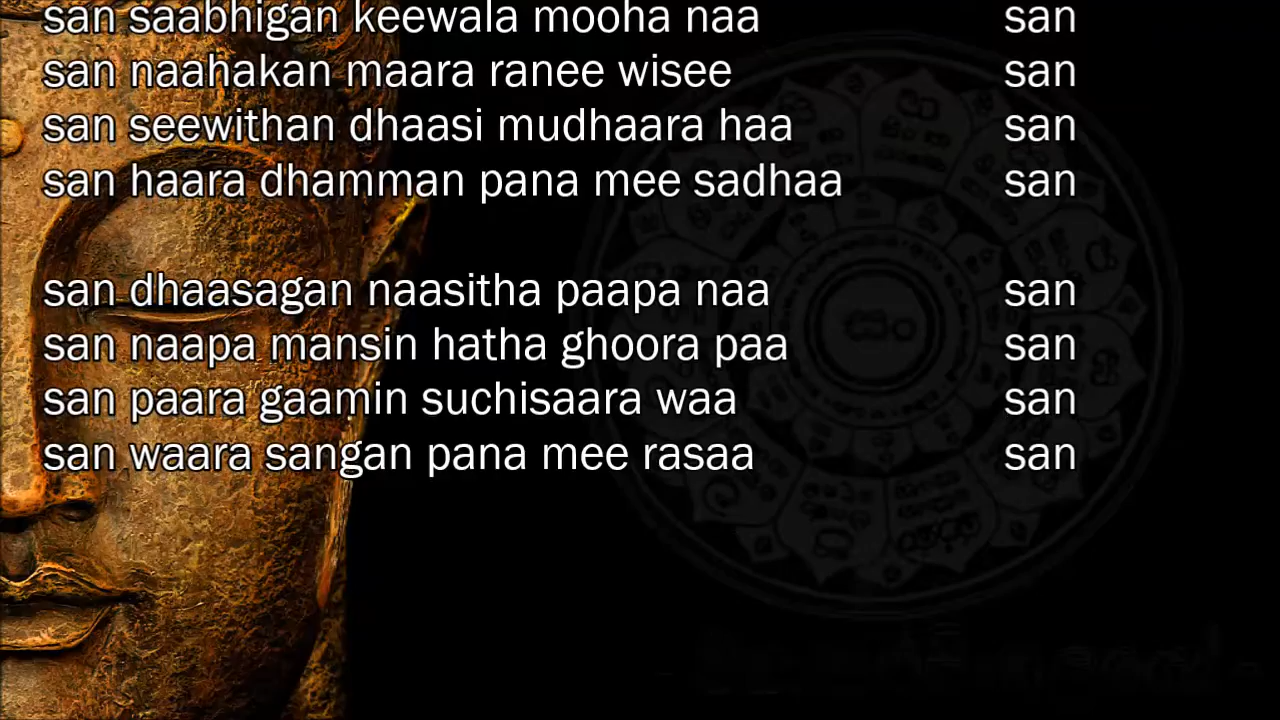 san saabhigan keewala mooha naa san
san naahakan maara ranee wisee san
san seewithan dhaasi mudhaara haa san
san haara dhamman pana mee sadhaa san
san dhaasagan naasitha paapa naa san
san naapa mansin hatha ghoora paa san
san paara gaamin suchisaara waa san
san waara sangan pana mee rasaa san